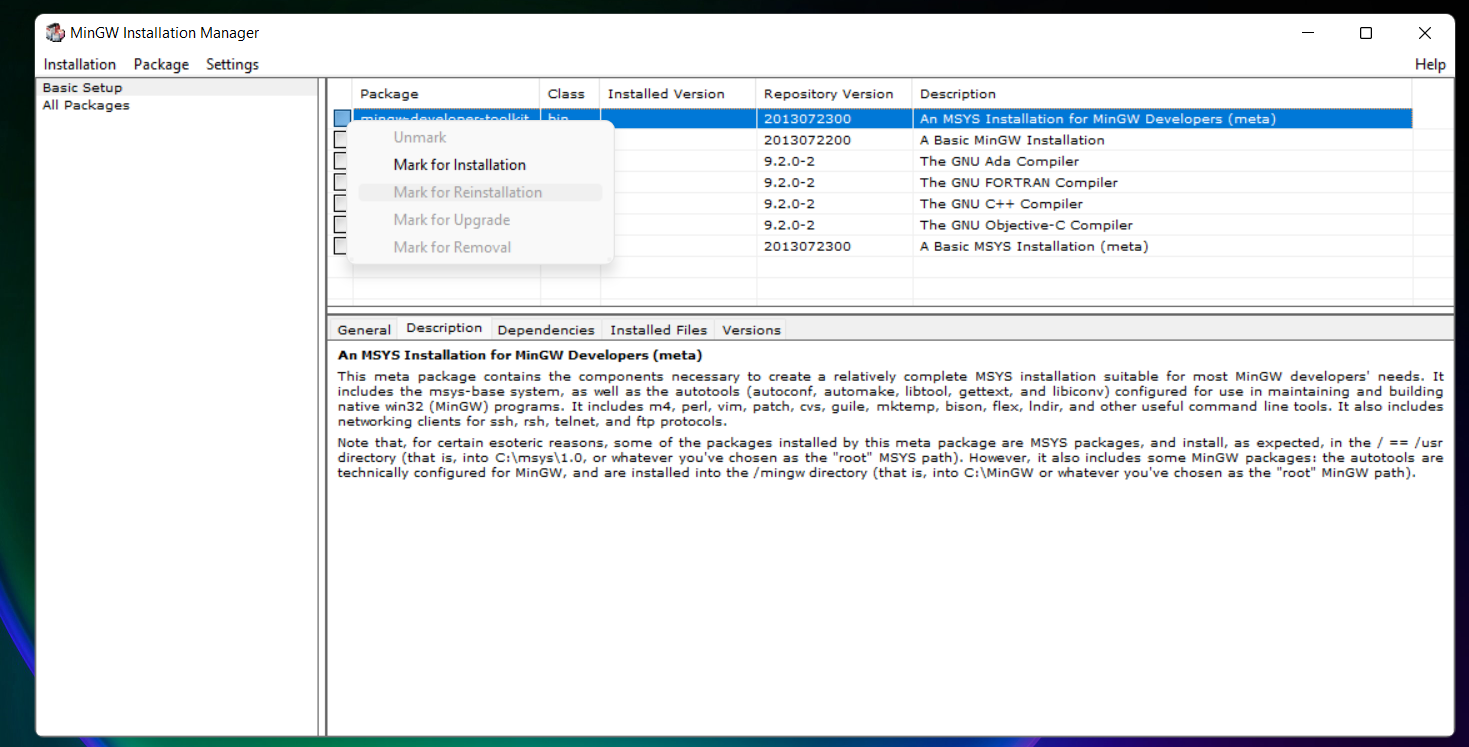 MinGW Installation Manager
Installation Package Settings Help
Basic Setup
All Packages
Package Class Installed Version Repository Version Description
mingw-developer-toolkit bin 2013072300 An MSYS Installation for MinGW Developers (meta)
Unmark
2013072200 A Basic MinGW Installation
Mark for Installation
9.2.0-2 The GNU Ada Compiler
9.2.0-2 The GNU FORTRAN Compiler
Mark for Reinstallation
9.2.0-2 The GNU C++ Compiler
Mark for Upgrade
9.2.0-2 The GNU Objective-C Compiler
Mark for Removal
2013072300 A Basic MSYS Installation (meta)
General Description Dependencies Installed Files Versions
An MSYS Installation for MinGW Developers (meta)
This meta package contains the components necessary to create a relatively complete MSYS installation suitable for most MinGW developers' needs. It
includes the msys-base system, as well as the autotools (autoconf, automake, libtool, gettext, and libiconv) configured for use in maintaining and building
native win32 (MinGW) programs. It includes m4, perl, vim, patch, cvs, guile, mktemp, bison, flex, lndir, and other useful command line tools. It also includes
networking clients for ssh, rsh, telnet, and ftp protocols.
Note that, for certain esoteric reasons, some of the packages installed by this meta package are MSYS packages, and install, as expected, in the / == /usr
directory (that is, into C:\msys\1.0, or whatever you've chosen as the "root" MSYS path). However, it also includes some MinGW packages: the autotools are
technically configured for MinGW, and are installed into the /mingw directory (that is, into C:\MinGW or whatever you've chosen as the "root" MinGW path).